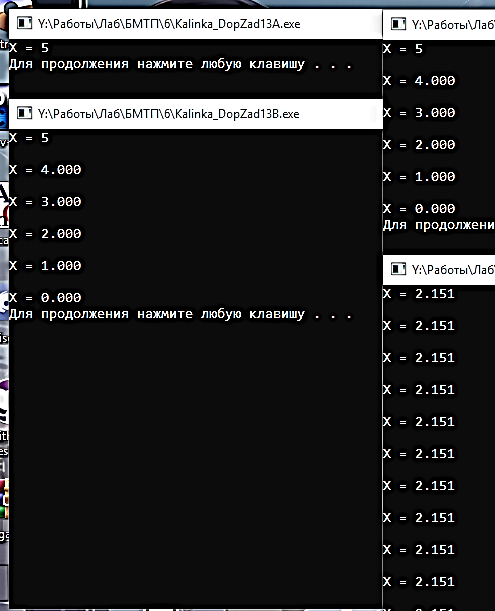 Y:\Работы\Лаб\БМТП\6\Kalinka_DopZad13A.exe
X = 5
Для продолжения нажмите любую клавишу . . .
Y:\Работы\Лаб\БМТП\6\Kalinka_DopZad13B.exe
X = 5
X = 4.000
X = 3.000
X = 2.000
X = 1.000
X = 0.000
Для продолжения нажмите любую клавишу . . .
Y:\Работы\Лаб\
X = 5
X = 4.000
X = 3.000
X = 2.000
X = 1.000
X = 0.000
Для продолжени
Y:\Работы\Лаб\
X = 2.151
X = 2.151
X = 2.151
X = 2.151
X = 2.151
X = 2.151
X = 2.151
X = 2.151
X = 2.151
X = 2.151